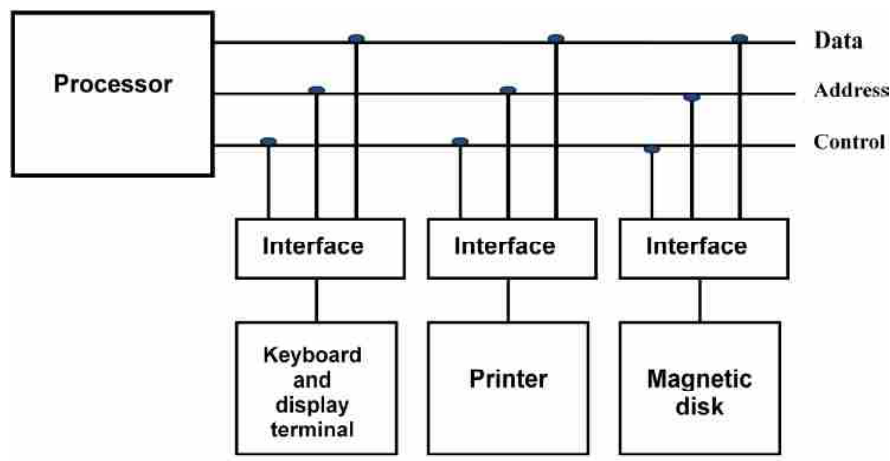 Processor
Data
Address
Control
Interface
Interface
Interface
Keyboard
and
display
terminal
Printer
Magnetic
disk